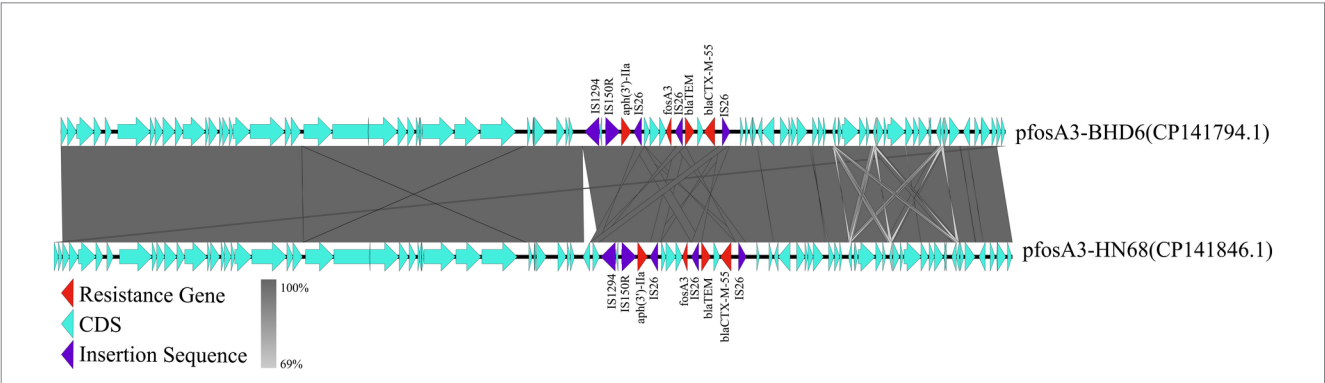 IS1294
IS150R
aph(3')-IIa
IS26
fosA3
IS26
blaTEM
blaCTX-M-55
IS26
pfosA3-BHD6(CP141794.1)
pfosA3-HN68(CP141846.1)
IS1294
IS150R
aph(3')-IIa
IS26
fosA3
IS26
blaTEM
blaCTX-M-55
IS26
Resistance Gene
CDS
Insertion Sequence
100%
69%